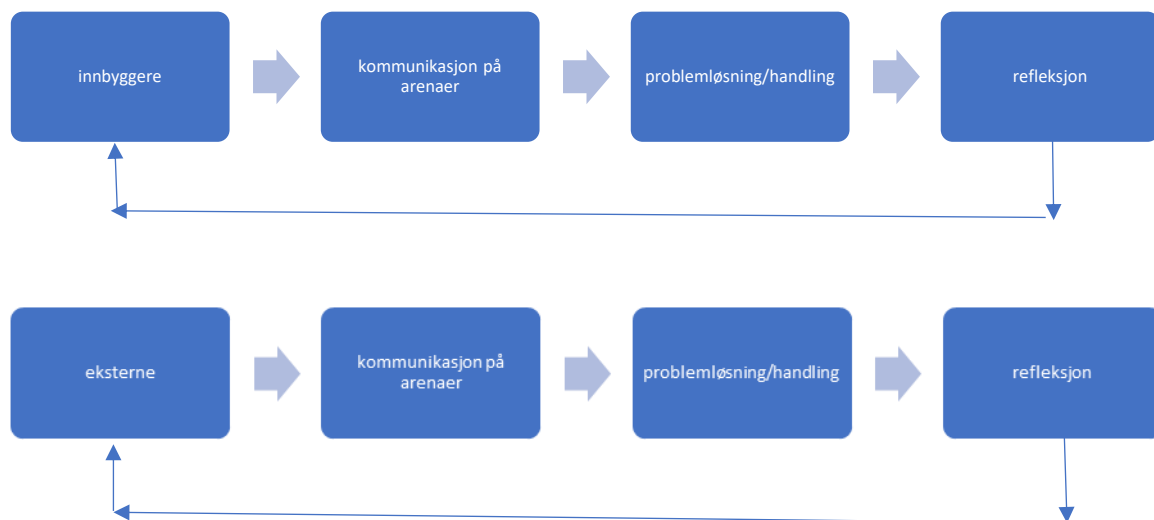 innbyggere
kommunikasjon på
arenaer
problemløsning/handling
refleksjon
eksterne
kommunikasjon på
arenaer
problemløsning/handling
refleksjon